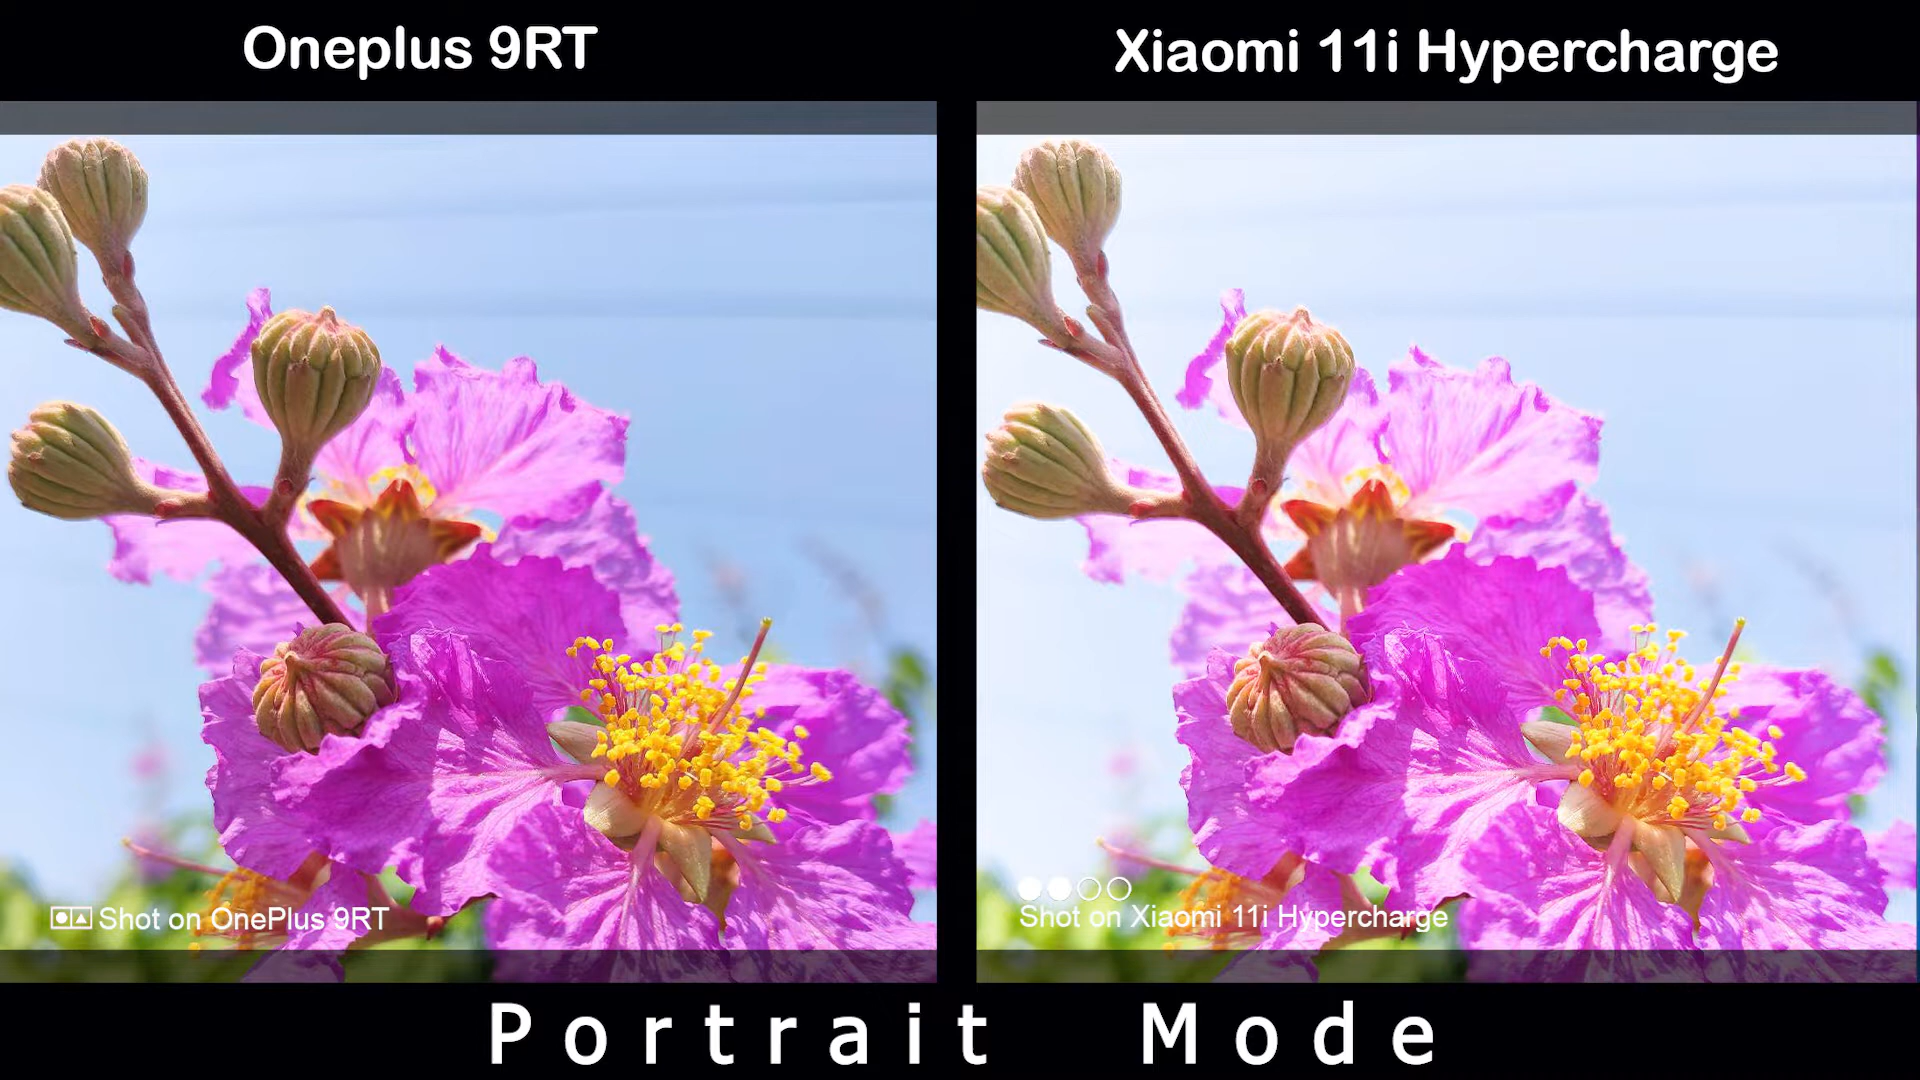 Oneplus 9RT
Xiaomi 11i Hypercharge
Shot on OnePlus 9RT
Shot on Xiaomi 11i Hypercharge
Portrait Mode